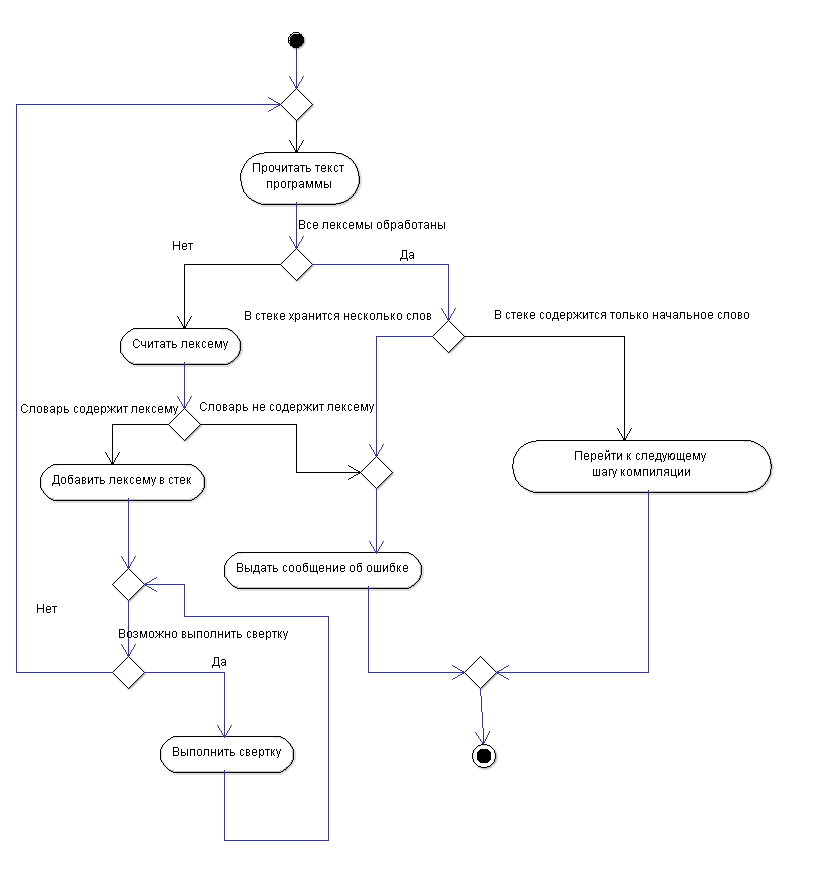 Прочитать текст
программы
Все лексемы обработаны
Нет
Да
В стеке хранится несколько слов
В стеке содержится только начальное слово
Считать лексему
Словарь содержит лексему
Словарь не содержит лексему
Перейти к следующему
шагу компиляции
Добавить лексему в стек
Выдать сообщение об ошибке
Нет
Возможно выполнить свертку
Да
Выполнить свертку